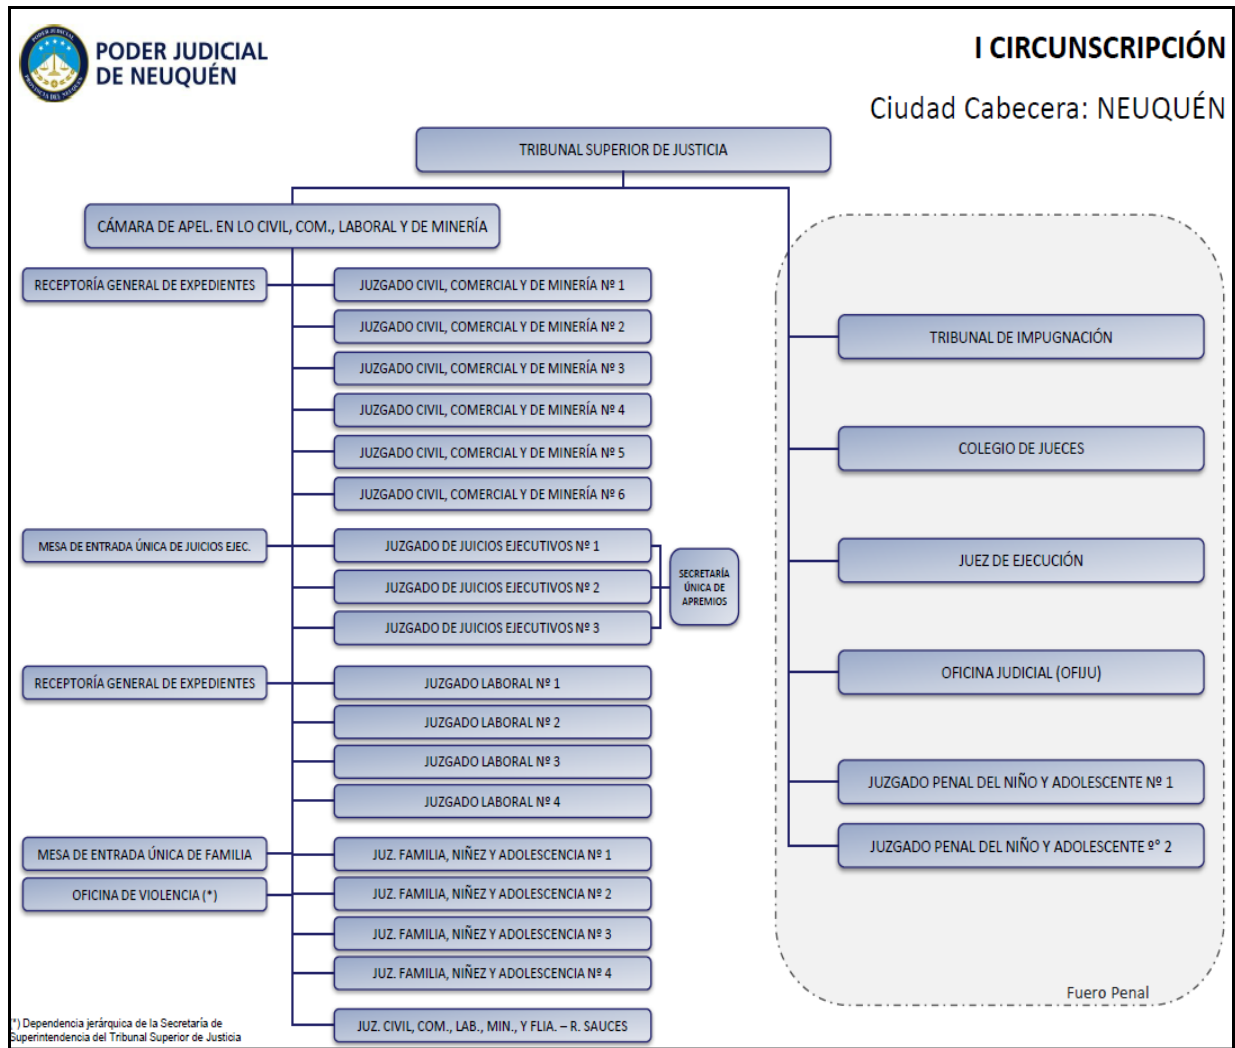 PODER JUDICIAL
DE NEUQUÉN
I CIRCUNSCRIPCIÓN
Ciudad Cabecera: NEUQUÉN
TRIBUNAL SUPERIOR DE JUSTICIA
CÁMARA DE APEL. EN LO CIVIL, COM., LABORAL Y DE MINERÍA
RECEPTORÍA GENERAL DE EXPEDIENTES
JUZGADO CIVIL, COMERCIAL Y DE MINERÍA Nº 1
JUZGADO CIVIL, COMERCIAL Y DE MINERÍA Nº 2
JUZGADO CIVIL, COMERCIAL Y DE MINERÍA Nº 3
JUZGADO CIVIL, COMERCIAL Y DE MINERÍA Nº 4
JUZGADO CIVIL, COMERCIAL Y DE MINERÍA Nº 5
JUZGADO CIVIL, COMERCIAL Y DE MINERÍA Nº 6
MESA DE ENTRADA ÚNICA DE JUICIOS EJEC.
JUZGADO DE JUICIOS EJECUTIVOS Nº 1
JUZGADO DE JUICIOS EJECUTIVOS Nº 2
JUZGADO DE JUICIOS EJECUTIVOS Nº 3
SECRETARÍA
ÚNICA DE
APREMIOS
RECEPTORÍA GENERAL DE EXPEDIENTES
JUZGADO LABORAL Nº 1
JUZGADO LABORAL Nº 2
JUZGADO LABORAL Nº 3
JUZGADO LABORAL Nº 4
MESA DE ENTRADA ÚNICA DE FAMILIA
OFICINA DE VIOLENCIA (*)
JUZ. FAMILIA, NIÑEZ Y ADOLESCENCIA Nº 1
JUZ. FAMILIA, NIÑEZ Y ADOLESCENCIA Nº 2
JUZ. FAMILIA, NIÑEZ Y ADOLESCENCIA Nº 3
JUZ. FAMILIA, NIÑEZ Y ADOLESCENCIA Nº 4
JUZ. CIVIL, COM., LAB., MIN., Y FLIA. – R. SAUCES
TRIBUNAL DE IMPUGNACIÓN
COLEGIO DE JUECES
JUEZ DE EJECUCIÓN
OFICINA JUDICIAL (OFIJU)
JUZGADO PENAL DEL NIÑO Y ADOLESCENTE Nº 1
JUZGADO PENAL DEL NIÑO Y ADOLESCENTE º° 2
Fuero Penal
(*) Dependencia jerárquica de la Secretaría de
Superintendencia del Tribunal Superior de Justicia